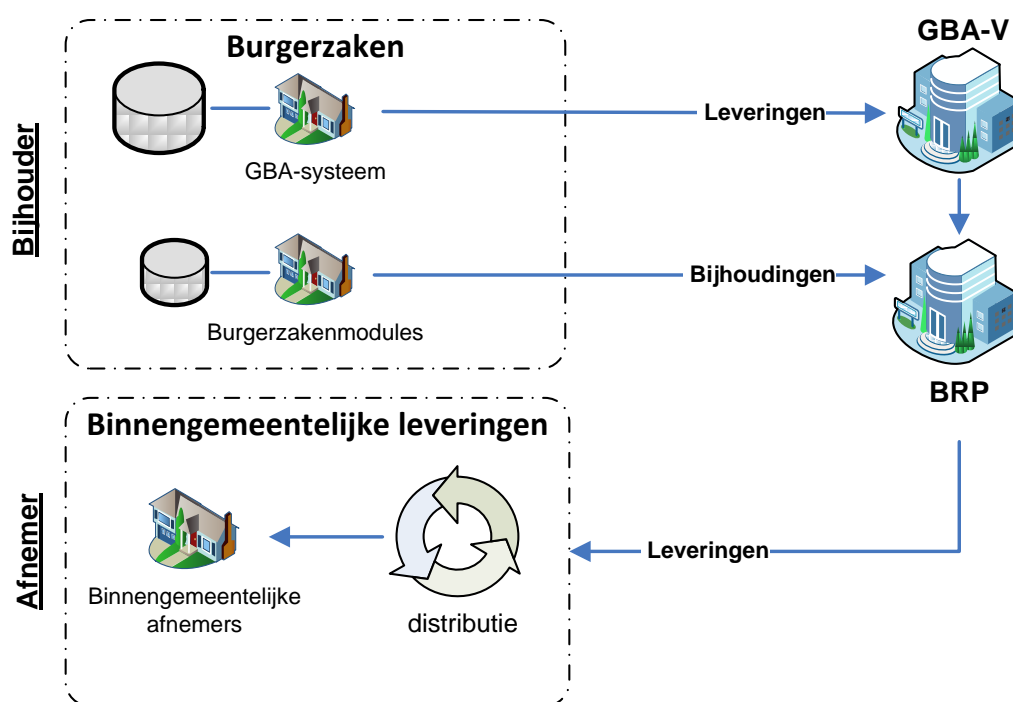 Burgerzaken
GBA-V
Leveringen
GBA-systeem
Bijhouder
Bijhoudingen
Burgerzakenmodules
BRP
Binnengemeentelijke leveringen
Afnemer
Leveringen
Binnengemeentelijke
afnemers
distributie